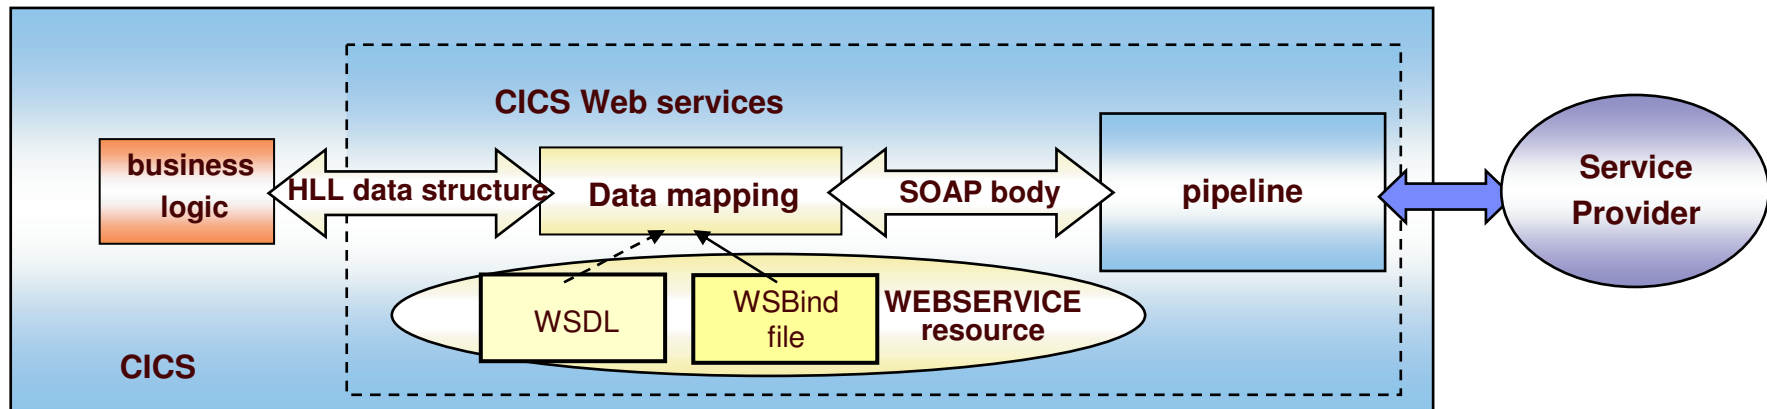 CICS Web services
business
logic
HLL data structure
Data mapping
SOAP body
pipeline
Service
Provider
WSDL
WSBind
file
WEBSERVICE
resource
CICS